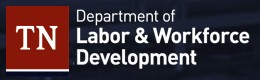 TN
Department of
Labor & Workforce
Development